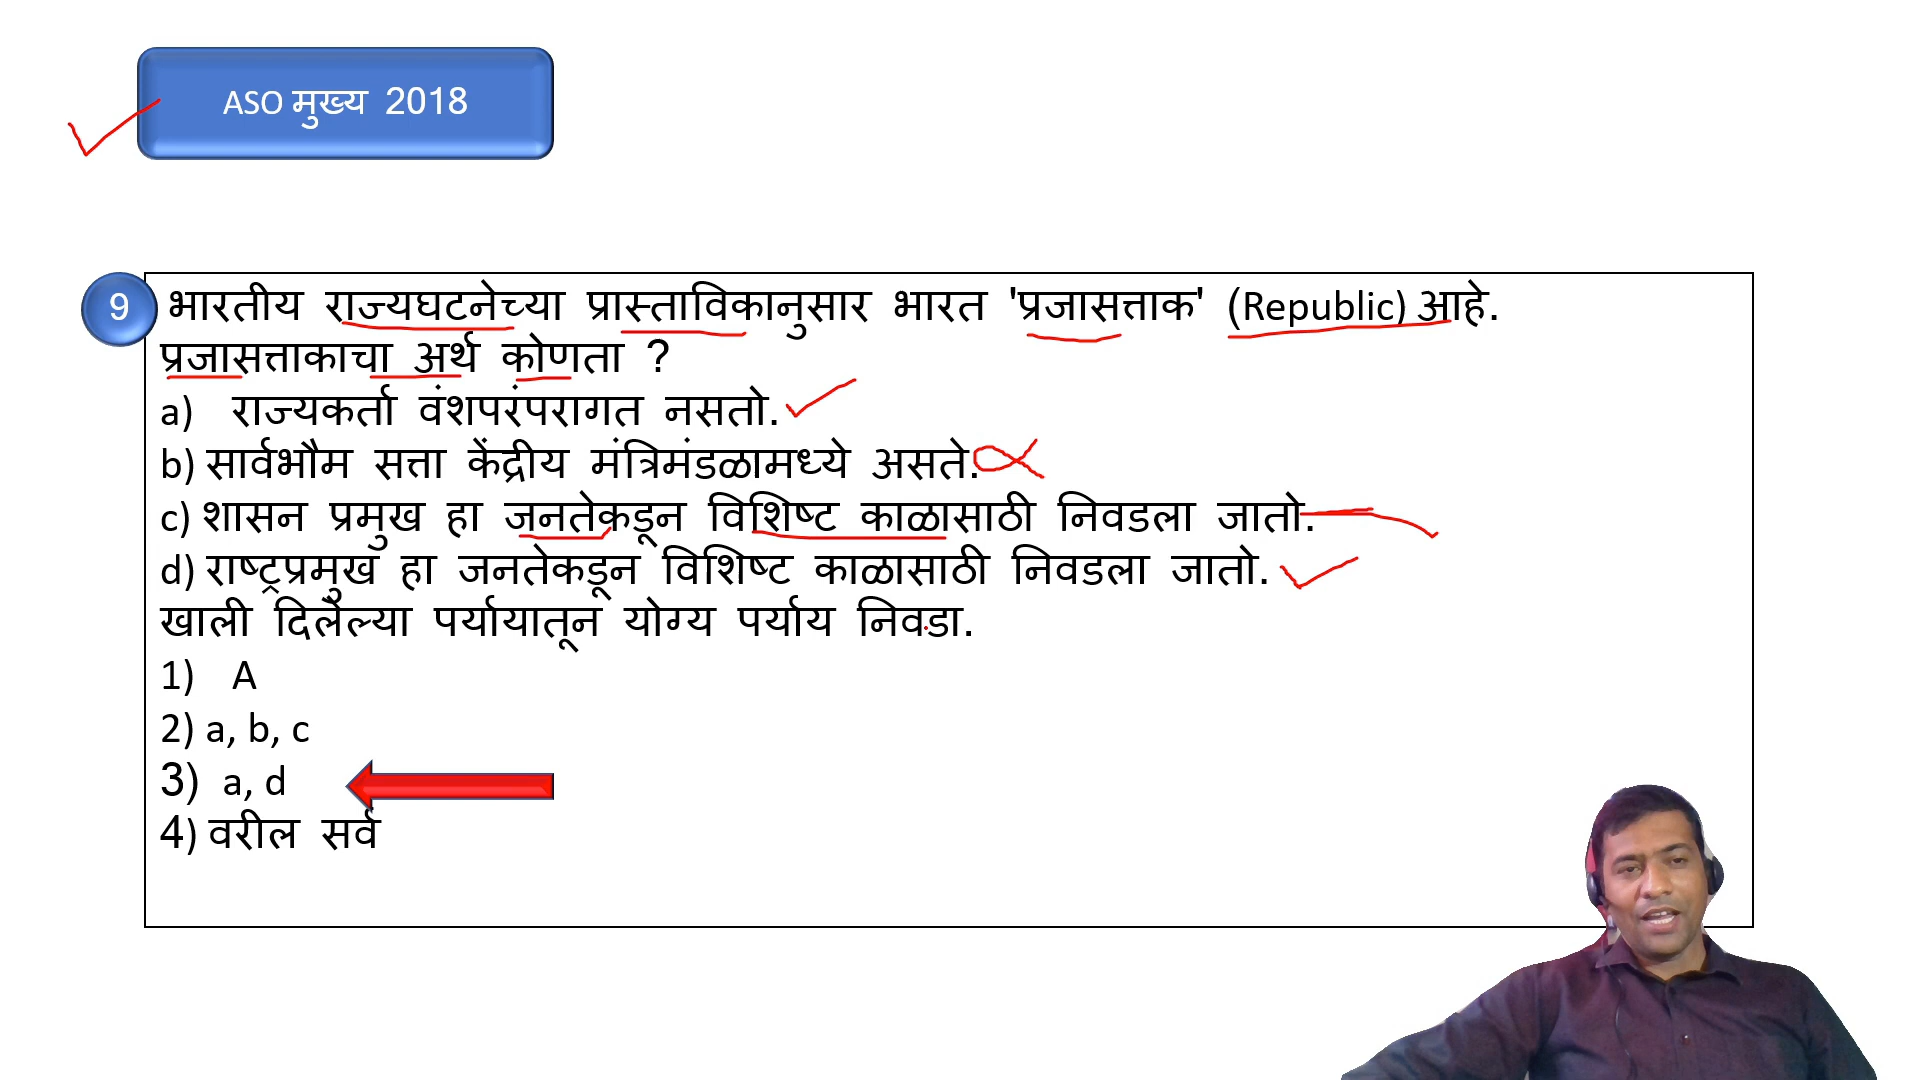 ASO मुख्य 2018
9
भारतीय राज्यघटनेच्या प्रास्ताविकानुसार भारत 'प्रजासत्ताक' (Republic) आहे.
प्रजासत्ताकाचा अर्थ कोणता ?
a) राज्यकर्ता वंशपरंपरागत नसतो.
b) सार्वभौम सत्ता केंद्रीय मंत्रिमंडळामध्ये असते.
c) शासन प्रमुख हा जनतेकडून विशिष्ट काळासाठी निवडला जातो.
d) राष्ट्रप्रमुख हा जनतेकडून विशिष्ट काळासाठी निवडला जातो.
खाली दिलेल्या पर्यायातून योग्य पर्याय निवडा.
1) A
2) a, b, c
3) a, d
4) वरील सर्व